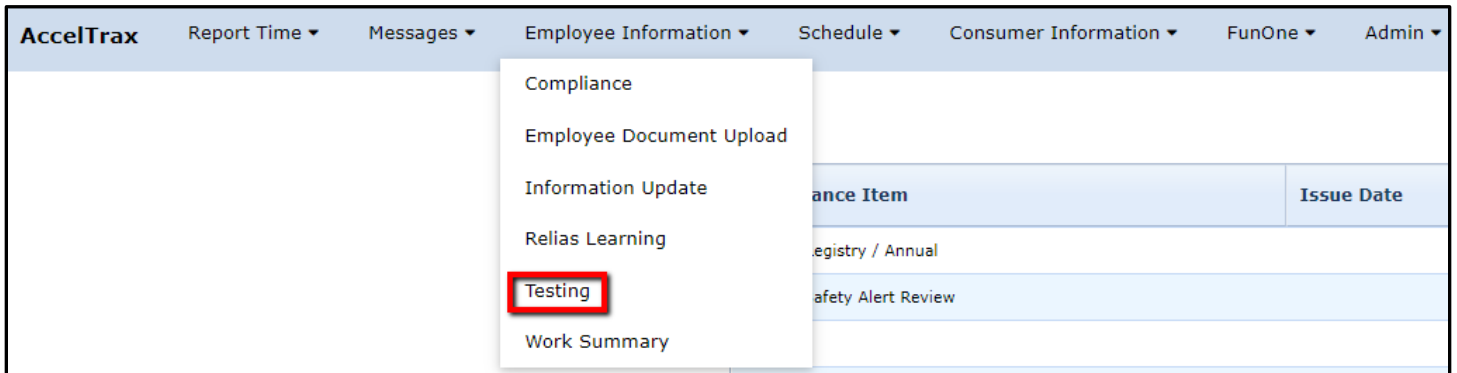 AccelTrax Report Time Messages Employee Information Schedule Consumer Information FunOne Admin
Compliance
Employee Document Upload
Information Update
ance Item Issue Date
Relias Learning
egistry / Annual
Testing
afety Alert Review
Work Summary